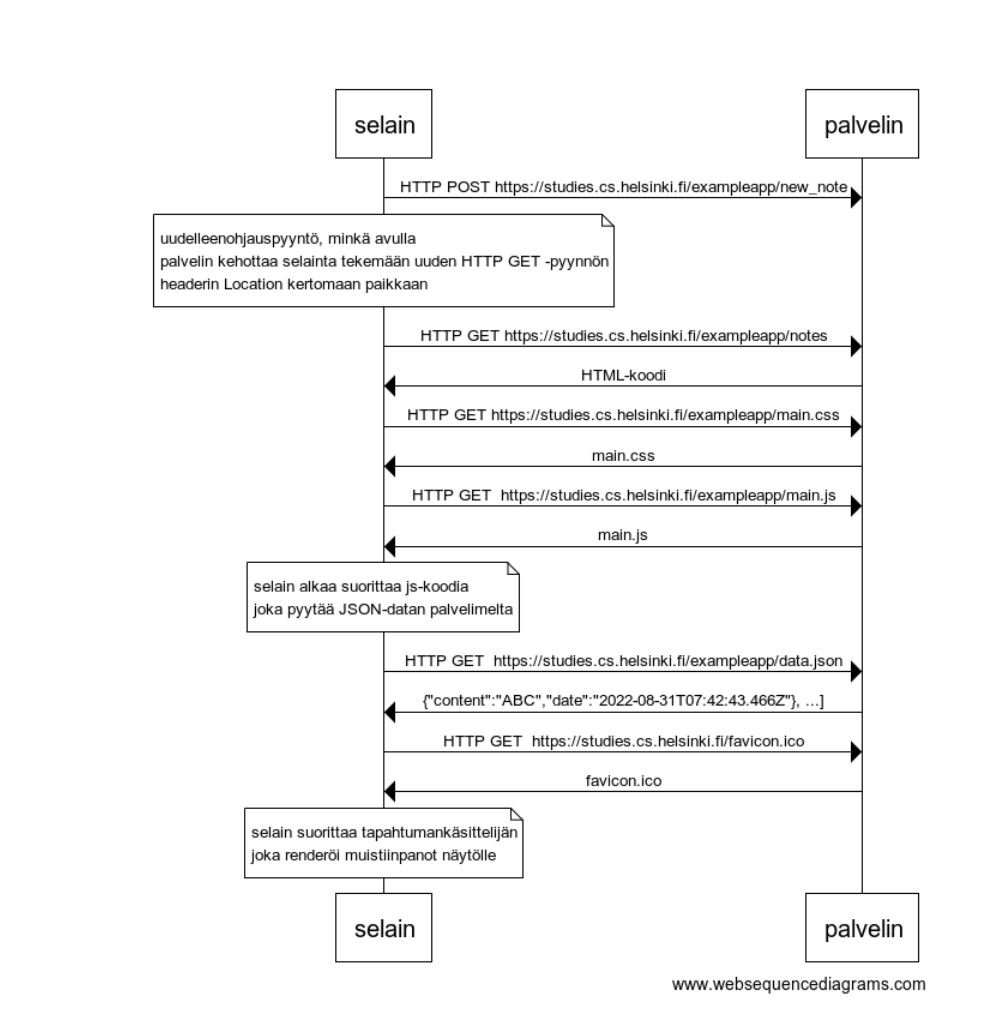 selain
palvelin
HTTP POST https://studies.cs.helsinki.fi/exampleapp/new_note
uudelleenohjauspyyntö, minkä avulla
palvelin kehottaa selainta tekemään uuden HTTP GET -pyynnön
headerin Location kertomaan paikkaan
HTTP GET https://studies.cs.helsinki.fi/exampleapp/notes
HTML-koodi
HTTP GET https://studies.cs.helsinki.fi/exampleapp/main.css
main.css
HTTP GET  https://studies.cs.helsinki.fi/exampleapp/main.js
main.js
selain alkaa suorittaa js-koodia
joka pyytää JSON-datan palvelimelta
HTTP GET  https://studies.cs.helsinki.fi/exampleapp/data.json
{"content":"ABC","date":"2022-08-31T07:42:43.466Z"}, ...]
HTTP GET  https://studies.cs.helsinki.fi/favicon.ico
favicon.ico
selain suorittaa tapahtumankäsittelijän
joka renderöi muistiinpanot näytölle
selain
palvelin
www.websequencediagrams.com